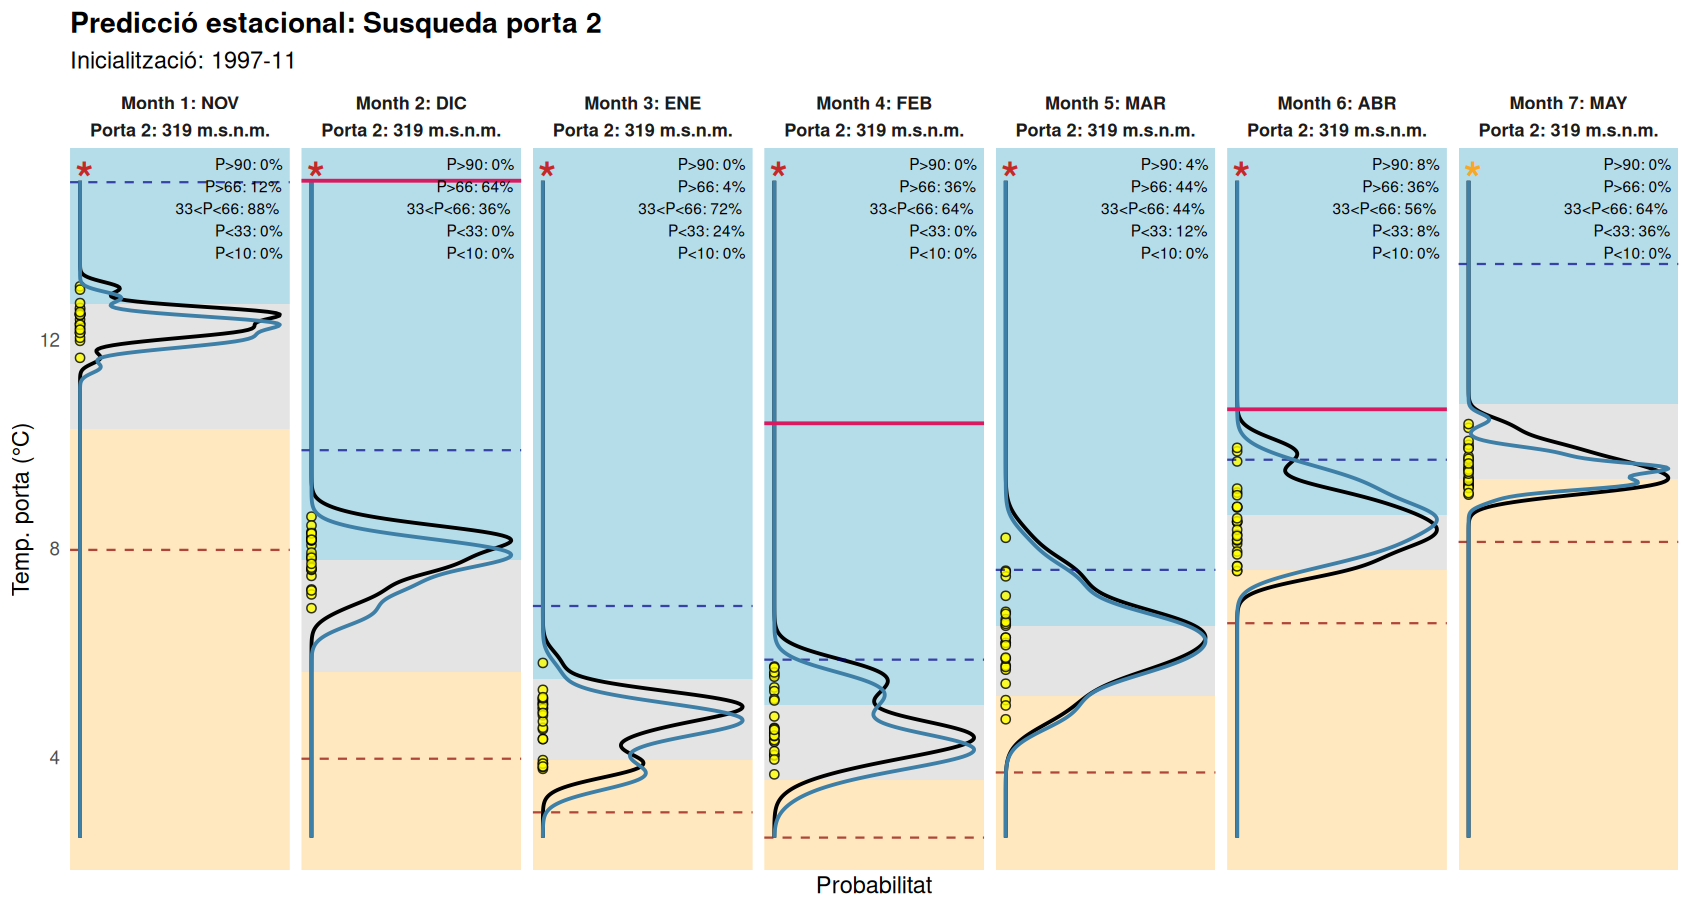 Predicció estacional: Susqueda porta 2
Inicialització: 1997-11
Month 1: NOV
Porta 2: 319 m.s.n.m.
Month 2: DIC
Porta 2: 319 m.s.n.m.
Month 3: ENE
Porta 2: 319 m.s.n.m.
Month 4: FEB
Porta 2: 319 m.s.n.m.
Month 5: MAR
Porta 2: 319 m.s.n.m.
Month 6: ABR
Porta 2: 319 m.s.n.m.
Month 7: MAY
Porta 2: 319 m.s.n.m.
P>90: 0%
P>66: 12%
33<P<66: 88%
P<33: 0%
P<10: 0%
P>90: 0%
P>66: 64%
33<P<66: 36%
P<33: 0%
P<10: 0%
P>90: 0%
P>66: 4%
33<P<66: 72%
P<33: 24%
P<10: 0%
P>90: 0%
P>66: 36%
33<P<66: 64%
P<33: 0%
P<10: 0%
P>90: 4%
P>66: 44%
33<P<66: 44%
P<33: 12%
P<10: 0%
P>90: 8%
P>66: 36%
33<P<66: 56%
P<33: 8%
P<10: 0%
P>90: 0%
P>66: 0%
33<P<66: 64%
P<33: 36%
P<10: 0%
12
8
4
Temp. porta (°C)
Probabilitat